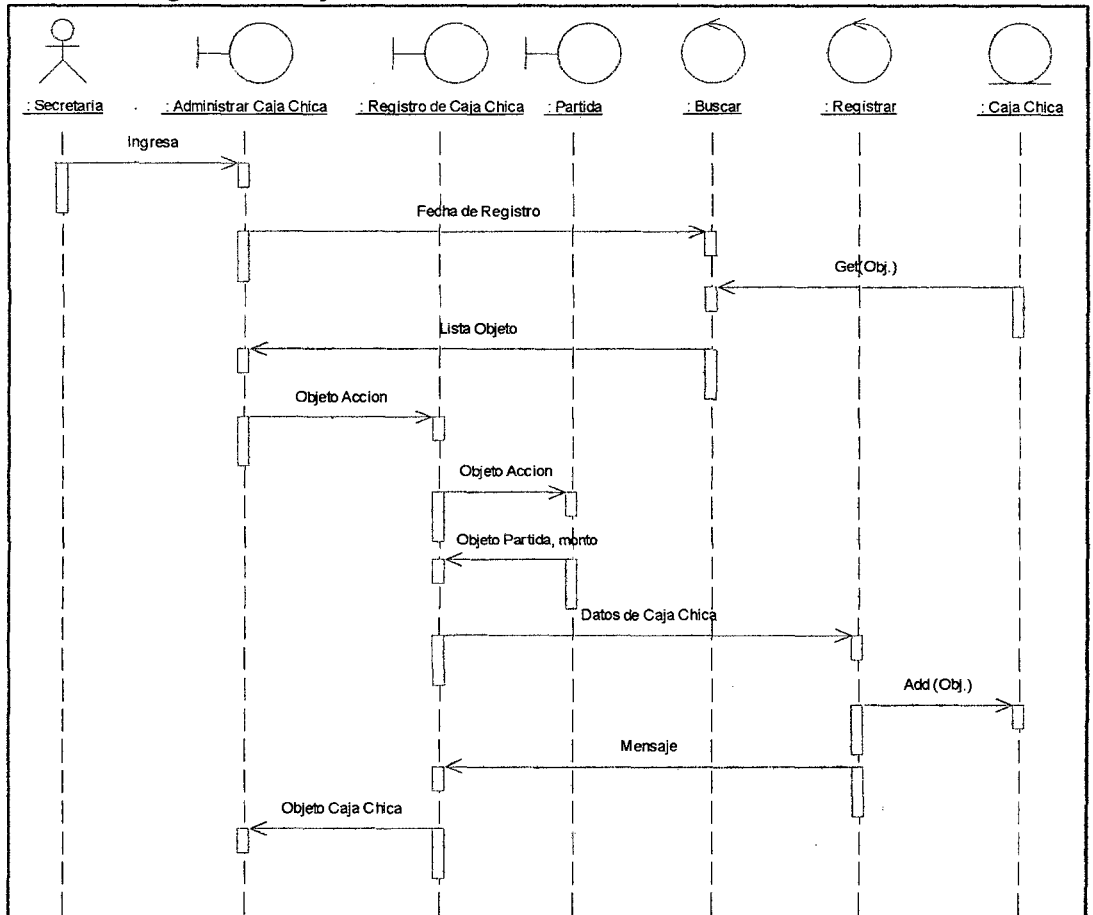 : Secretaria : Administrar Caja Chica : Registro de Caja Chica : Partida : Buscar : Registrar : Caja Chica
Ingresa
Fecha de Registro
Get(Obj.)
Lista Objeto
Objeto Accion
Objeto Accion
Objeto Partida, monto
Datos de Caja Chica
Add (Obj.)
Mensaje
Objeto Caja Chica